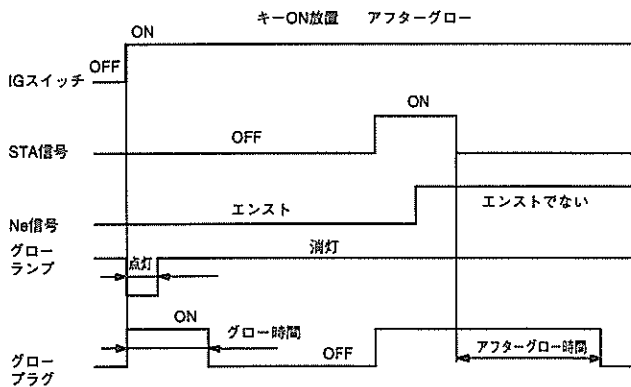 キーON放置 アフターグロー
ON
OFF
IGスイッチ
ON
OFF
STA信号
エンスト
エンストでない
Ne信号
グロー
ランプ
点灯
消灯
ON
グロー時間
OFF
アフターグロー時間
グロー
プラグ